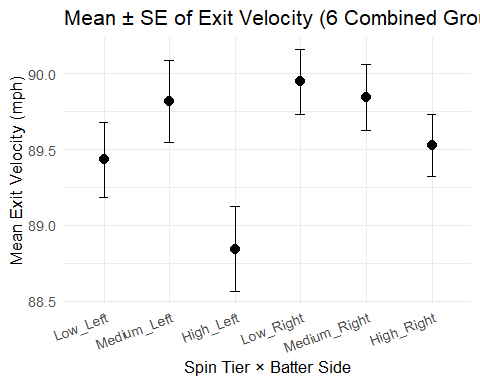 Mean ± SE of Exit Velocity (6 Combined Grou
Mean Exit Velocity (mph)
90.0
89.5
89.0
88.5
Low_Left
Medium_Left
High_Left
Low_Right
Medium_Right
High_Right
Spin Tier × Batter Side